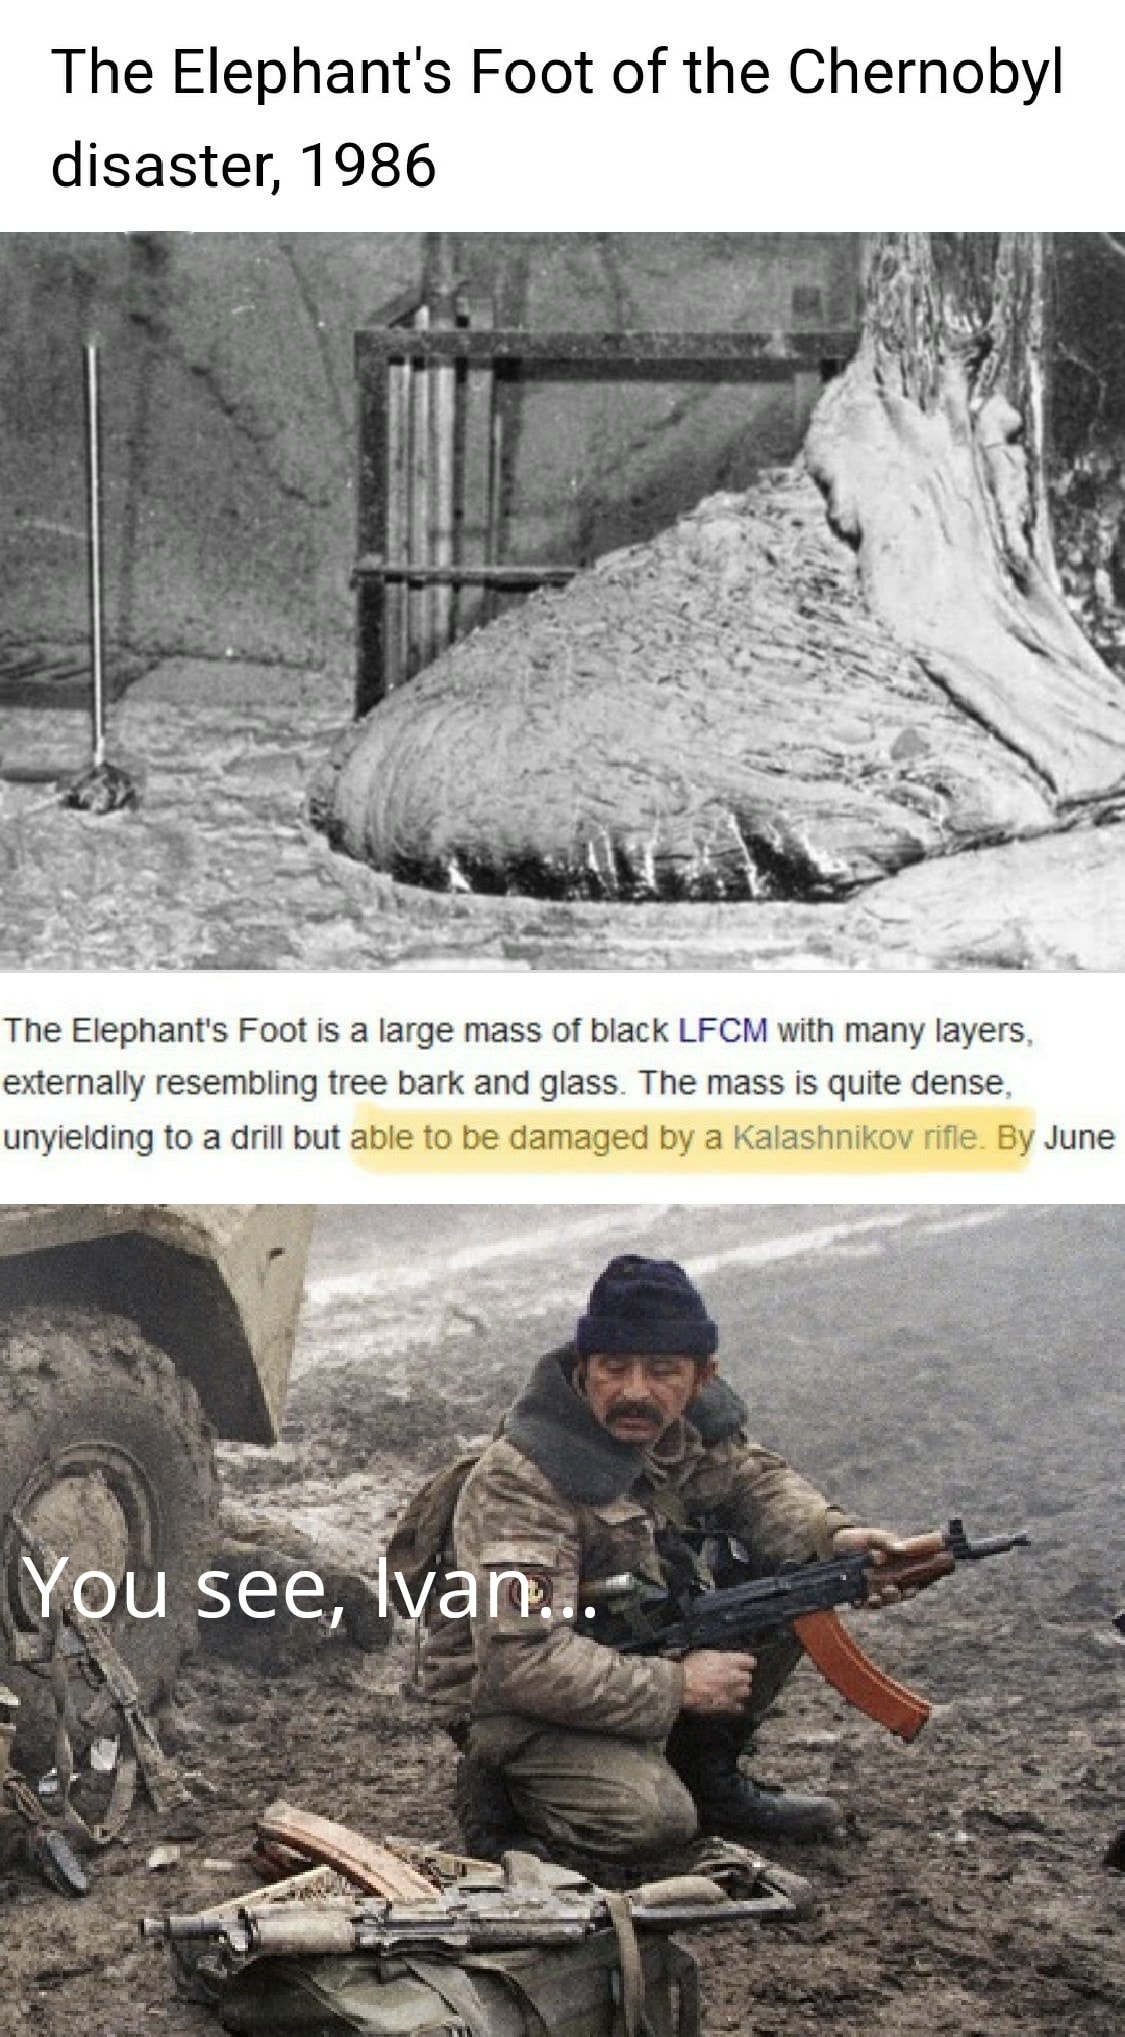 The Elephant's Foot of the Chernobyl
disaster, 1986
The Elephant's Foot is a large mass of black LFCM with many layers,
externally resembling tree bark and glass. The mass is quite dense,
unyielding to a drill but able to be damaged by a Kalashnikov rifle. By June
You see, Ivan...